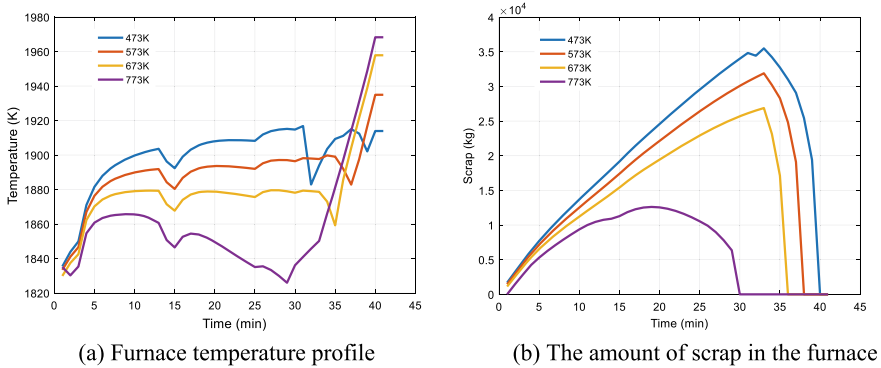 1980
1960
1940
1920
1900
1880
1860
1840
1820
Temperature (K)
473K
573K
673K
773K
0 5 10 15 20 25 30 35 40 45
Time (min)
(a) Furnace temperature profile
× 10⁴
4
3.5
3
2.5
2
1.5
1
0.5
0
Scrap (kg)
473K
573K
673K
773K
0 5 10 15 20 25 30 35 40 45
Time (min)
(b) The amount of scrap in the furnace